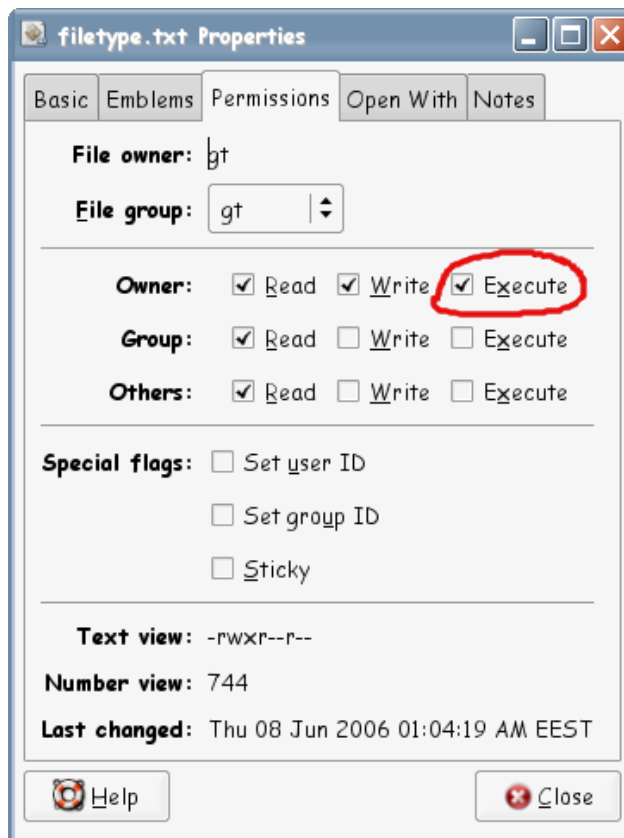 filetype.txt Properties
Basic Emblems Permissions Open With Notes
File owner: gt
File group: gt
Owner: Read Write Execute
Group: Read Write Execute
Others: Read Write Execute
Special flags: Set user ID
Set group ID
Sticky
Text view: -rwxr--r--
Number view: 744
Last changed: Thu 08 Jun 2006 01:04:19 AM EEST
Help Close